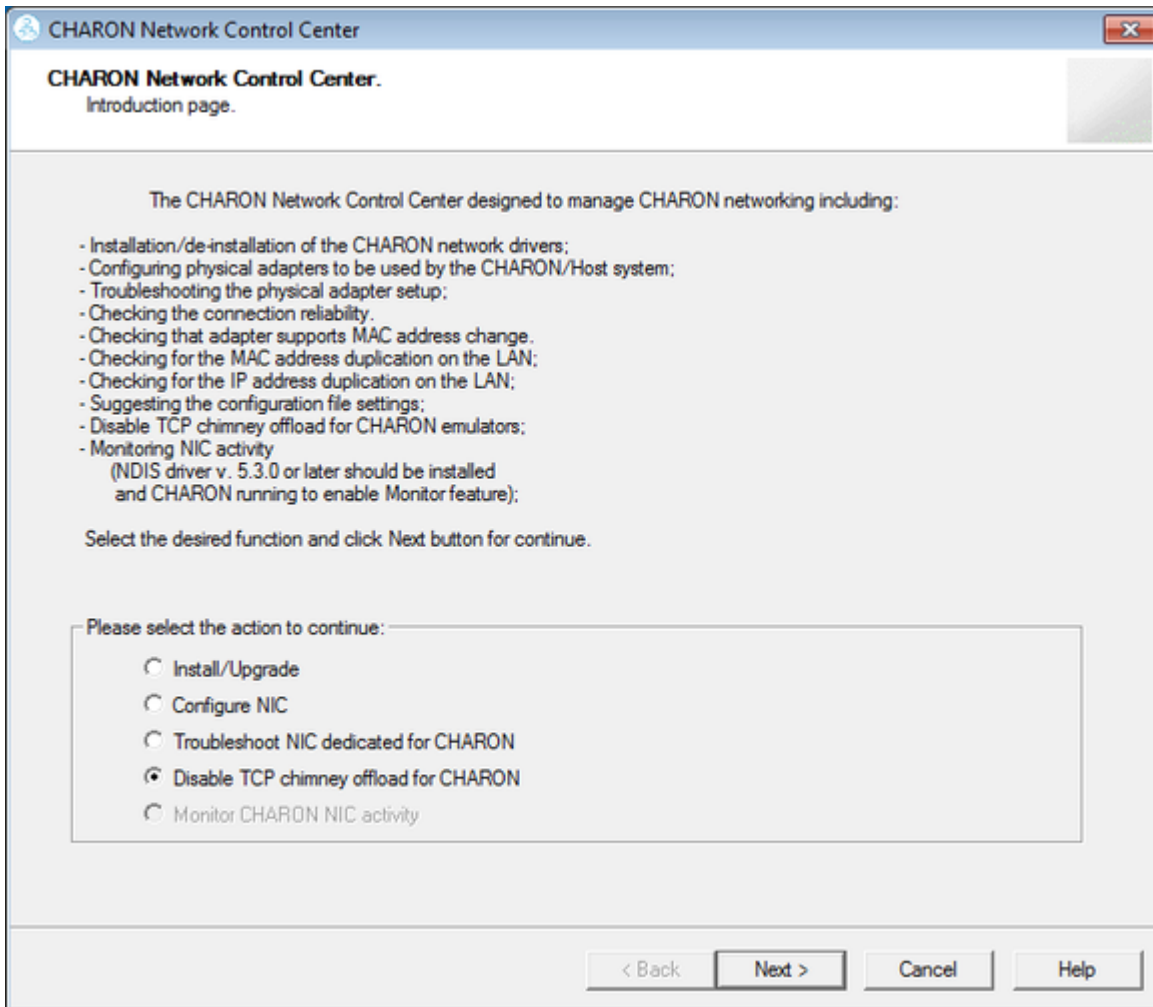 CHARON Network Control Center
CHARON Network Control Center.
Introduction page.
The CHARON Network Control Center designed to manage CHARON networking including:
- Installation/de-installation of the CHARON network drivers;
- Configuring physical adapters to be used by the CHARON/Host system;
- Troubleshooting the physical adapter setup;
- Checking the connection reliability.
- Checking that adapter supports MAC address change.
- Checking for the MAC address duplication on the LAN;
- Checking for the IP address duplication on the LAN;
- Suggesting the configuration file settings;
- Disable TCP chimney offload for CHARON emulators;
- Monitoring NIC activity
(NDIS driver v. 5.3.0 or later should be installed
and CHARON running to enable Monitor feature);
Select the desired function and click Next button for continue.
Please select the action to continue:
Install/Upgrade
Configure NIC
Troubleshoot NIC dedicated for CHARON
Disable TCP chimney offload for CHARON
Monitor CHARON NIC activity
< Back Next > Cancel Help